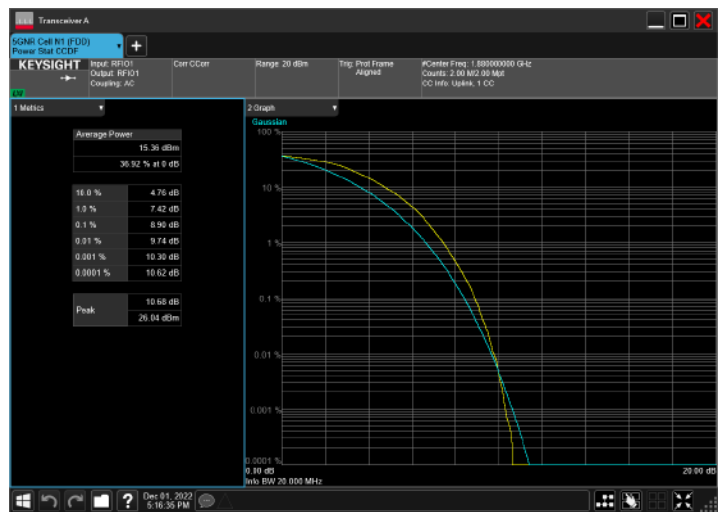 Transceiver A
5GNR Cell N1 (FDD)
Power Stat CCDF
KEYSIGHT
Input: RFIO1
Output: RFIO1
Coupling: AC
Corr CCorr
Range: 20 dBm
Trig: Prot Frame
Aligned
#Center Freq: 1.880000000 GHz
Counts: 2.00 M/2.00 Mpt
CC Info: Uplink, 1 CC
1 Metrics
Average Power
15.36 dBm
36.92 % at 0 dB
10.0 % 4.76 dB
1.0 % 7.42 dB
0.1 % 8.90 dB
0.01 % 9.74 dB
0.001 % 10.30 dB
0.0001 % 10.62 dB
Peak
10.68 dB
26.04 dBm
2 Graph
Gaussian
100 %
10 %
1 %
0.1 %
0.01 %
0.001 %
0.0001 %
0.00 dB
20.00 dB
Info BW 20.000 MHz
?
Dec 01, 2022
5:16:35 PM